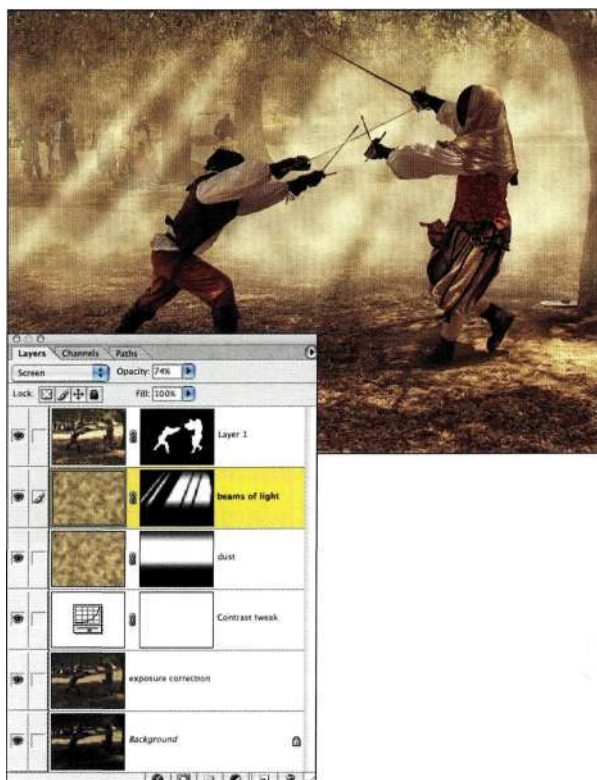 Layers Channels Paths
Screen Opacity: 74%
Lock: Fill: 100%
Layer 1
beams of light
dust
Contrast tweak
exposure correction
Background